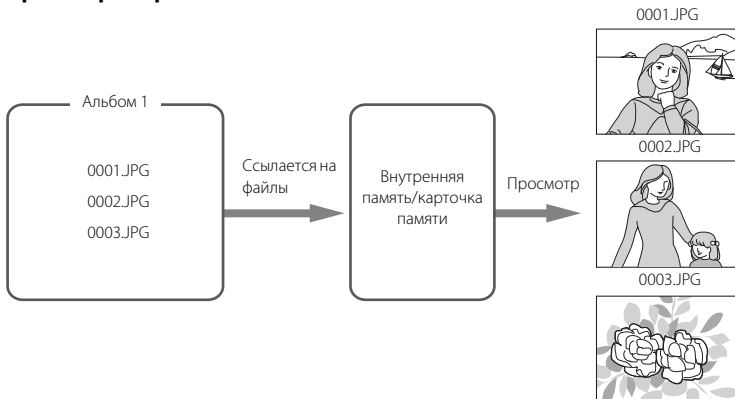 Альбом 1
0001.JPG
0002.JPG
0003.JPG
Ссылается на
файлы
Внутренняя
память/карточка
памяти
Просмотр
0001.JPG
0002.JPG
0003.JPG